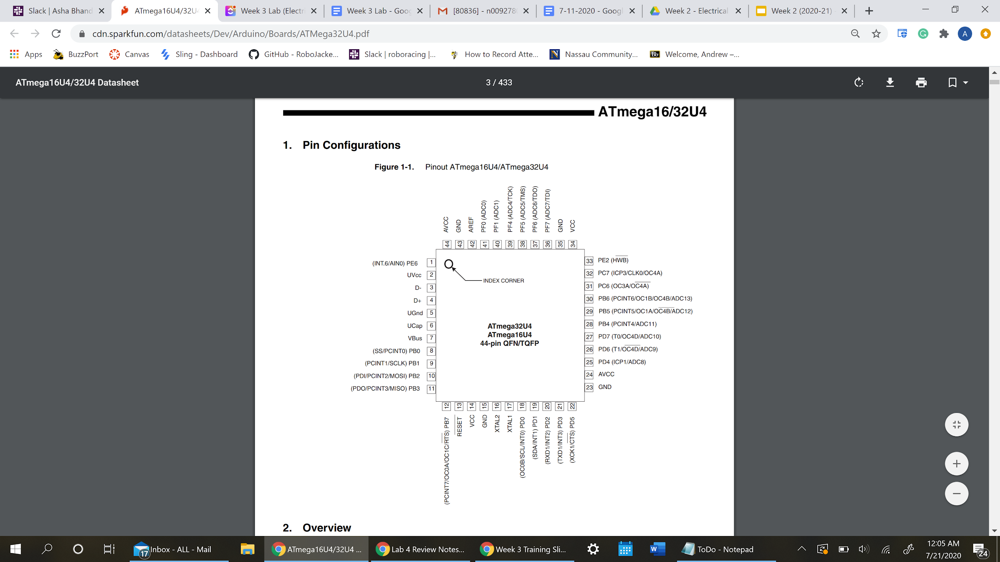 Slack | Asha Bhand
ATmega16U4/32U4
Week 3 Lab (Electri
Week 3 Lab - Goog
[80836] - n009278
7-11-2020 - Googl
Week 2 - Electrical
Week 2 (2020-21)
cdn.sparkfun.com/datasheets/Dev/Arduino/Boards/ATMega32U4.pdf
A
Apps
BuzzPort
Canvas
Sling - Dashboard
GitHub - RoboJacke...
Slack | roboracing |...
How to Record Atte...
N
Nassau Community...
Bb
Welcome, Andrew –...
ATmega16U4/32U4 Datasheet
3 / 433
ATmega16/32U4
1. Pin Configurations
Figure 1-1. Pinout ATmega16U4/ATmega32U4
AVCC
GND
AREF
PF0 (ADC0)
PF1 (ADC1)
PF4 (ADC4/TCK)
PF5 (ADC5/TMS)
PF6 (ADC6/TDO)
PF7 (ADC7/TDI)
GND
VCC
44 43 42 41 40 39 38 37 36 35 34
(INT.6/AIN0) PE6 1
UVcc 2
D- 3
D+ 4
UGnd 5
UCap 6
VBus 7
(SS/PCINT0) PB0 8
(PCINT1/SCLK) PB1 9
(PDI/PCINT2/MOSI) PB2 10
(PDO/PCINT3/MISO) PB3 11
INDEX CORNER
ATmega32U4
ATmega16U4
44-pin QFN/TQFP
33 PE2 (HWB)
32 PC7 (ICP3/CLK0/OC4A)
31 PC6 (OC3A/OC4A)
30 PB6 (PCINT6/OC1B/OC4B/ADC13)
29 PB5 (PCINT5/OC1A/OC4B/ADC12)
28 PB4 (PCINT4/ADC11)
27 PD7 (T0/OC4D/ADC10)
26 PD6 (T1/OC4D/ADC9)
25 PD4 (ICP1/ADC8)
24 AVCC
23 GND
12 13 14 15 16 17 18 19 20 21 22
(PCINT7/OC0A/OC1C/RTS) PB7
RESET
VCC
GND
XTAL2
XTAL1
(OC0B/SCL/INT0) PD0
(SDA/INT1) PD1
(RXD1/INT2) PD2
(TXD1/INT3) PD3
(XCK1/CTS) PD5
2. Overview
17
Inbox - ALL - Mail
ATmega16U4/32U4 ...
Lab 4 Review Notes...
Week 3 Training Sli...
W
ToDo - Notepad
12:05 AM
7/21/2020
24